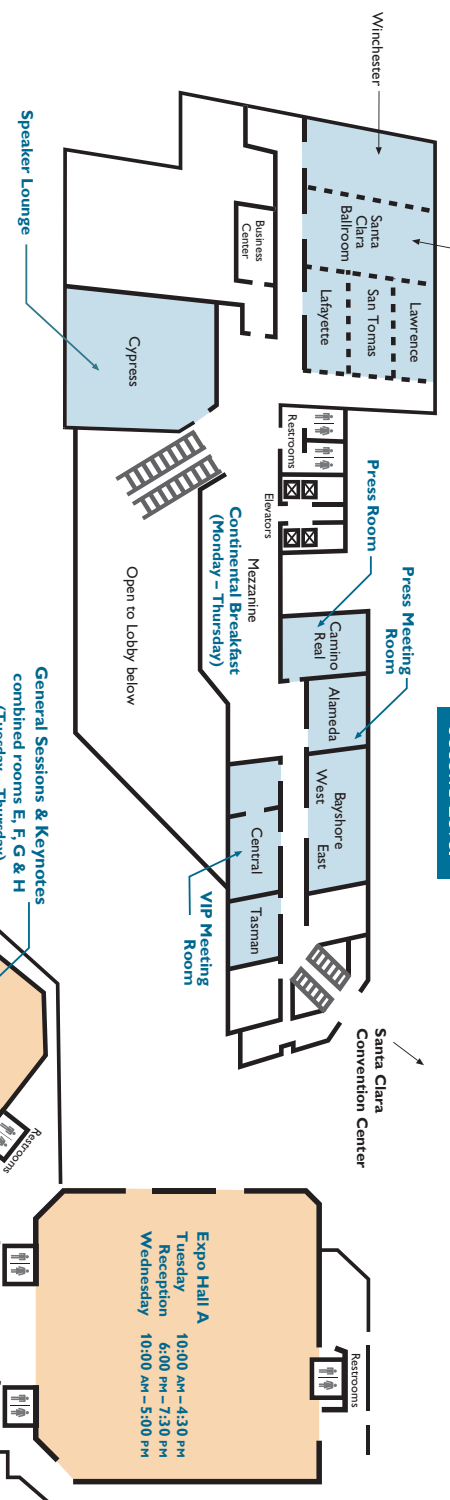 Winchester
Santa
Clara
Ballroom
Lawrence
San Tomas
Lafayette
Business
Center
Speaker Lounge
Cypress
Restrooms
Elevators
Press Room
Press Meeting
Room
Mezzanine
Continental Breakfast
(Monday – Thursday)
Open to Lobby below
Camino
Real
Alameda
Bayshore
West
East
Central
Tasman
VIP Meeting
Room
Santa Clara
Convention Center
General Sessions & Keynotes
combined rooms E, F, G & H
(Tuesday – Thursday)
Restrooms
Expo Hall A
Tuesday 10:00 AM – 4:30 PM
Reception 6:00 PM – 7:30 PM
Wednesday 10:00 AM – 5:00 PM
Restrooms